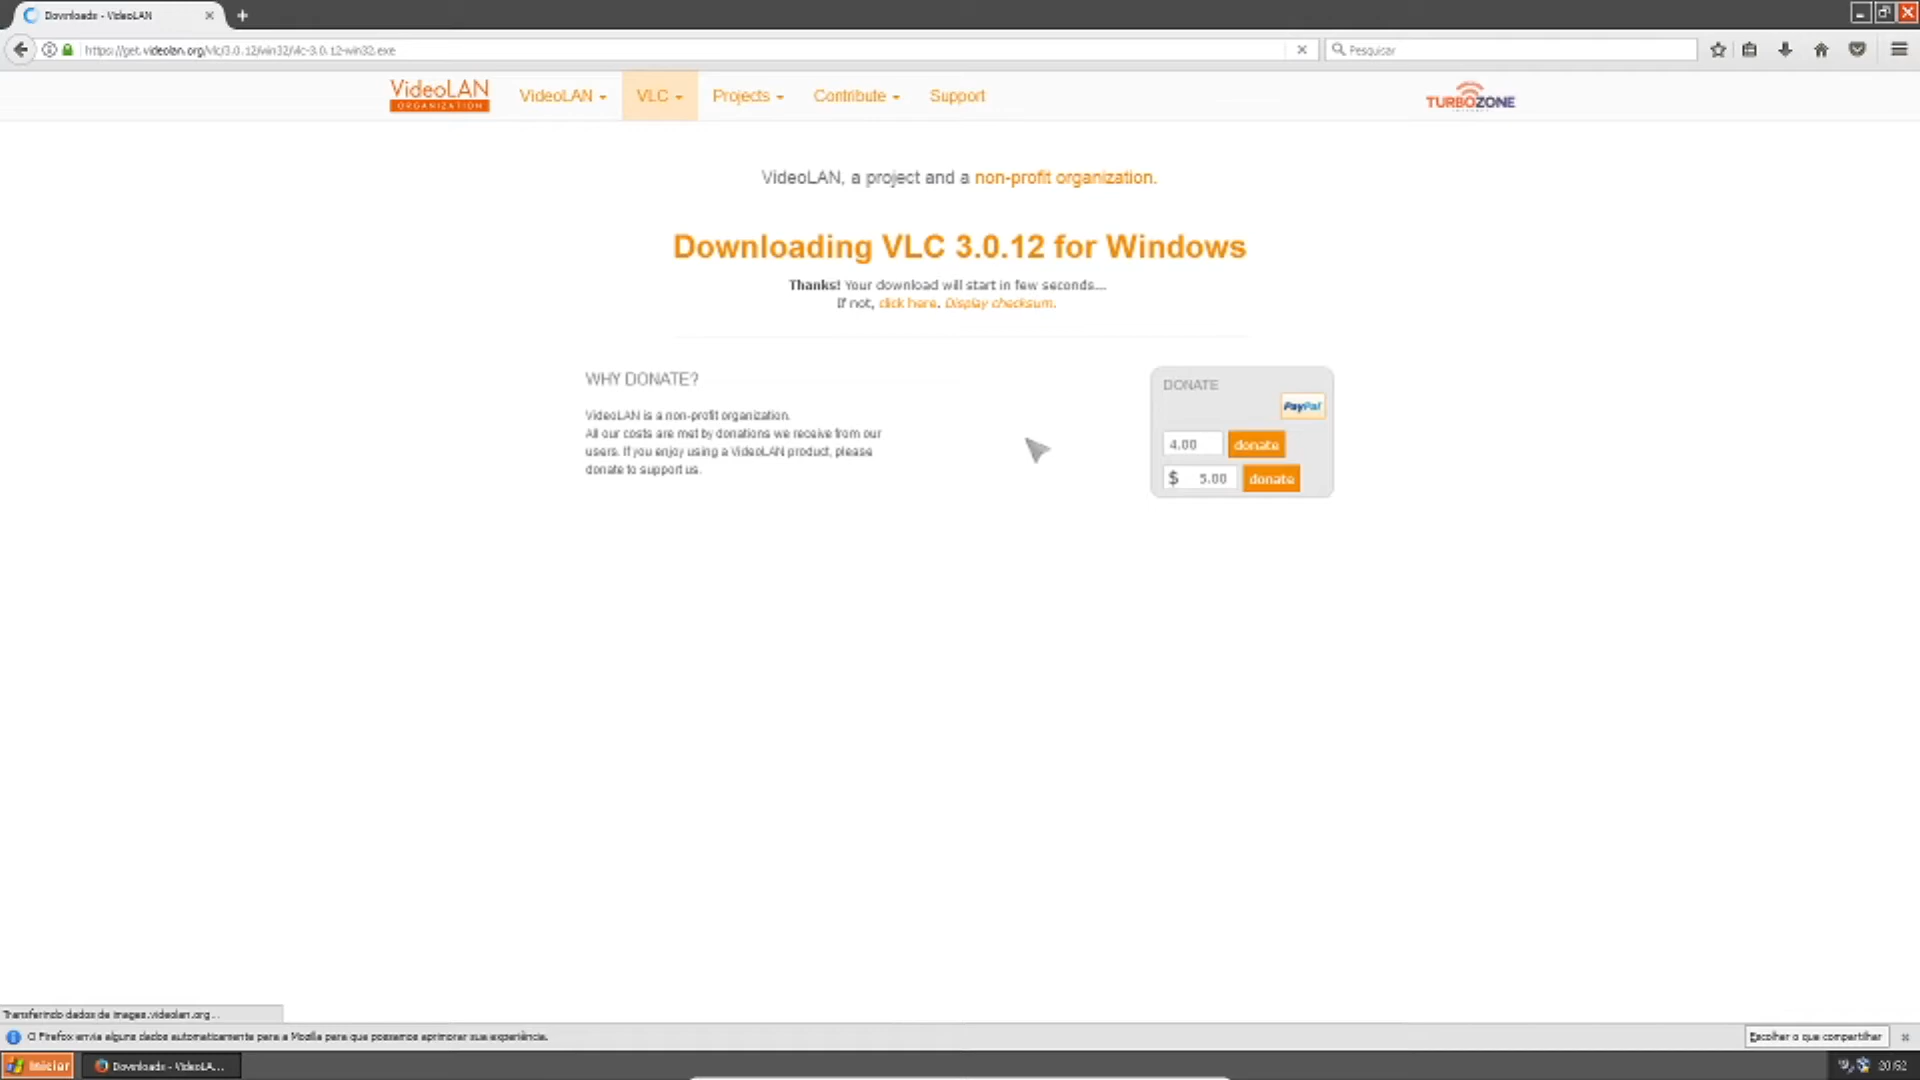 Downloads - VideoLAN
https://get.videolan.org/vlc/3.0.12/win32/vlc-3.0.12-win32.exe
Pesquisar
VideoLAN
ORGANIZATION
VideoLAN
VLC
Projects
Contribute
Support
TURBOZONE
VideoLAN, a project and a non-profit organization.
Downloading VLC 3.0.12 for Windows
Thanks! Your download will start in few seconds...
If not, click here. Display checksum.
WHY DONATE?
VideoLAN is a non-profit organization.
All our costs are met by donations we receive from our
users. If you enjoy using a VideoLAN product, please
donate to support us.
DONATE
PayPal
4.00 donate
$ 5.00 donate
Transferindo dados de images.videolan.org...
O Firefox envia alguns dados automaticamente para a Mozilla para que possamos aprimorar sua experiência.
Escolher o que compartilhar
Iniciar
Downloads - VideoLA...
20:52